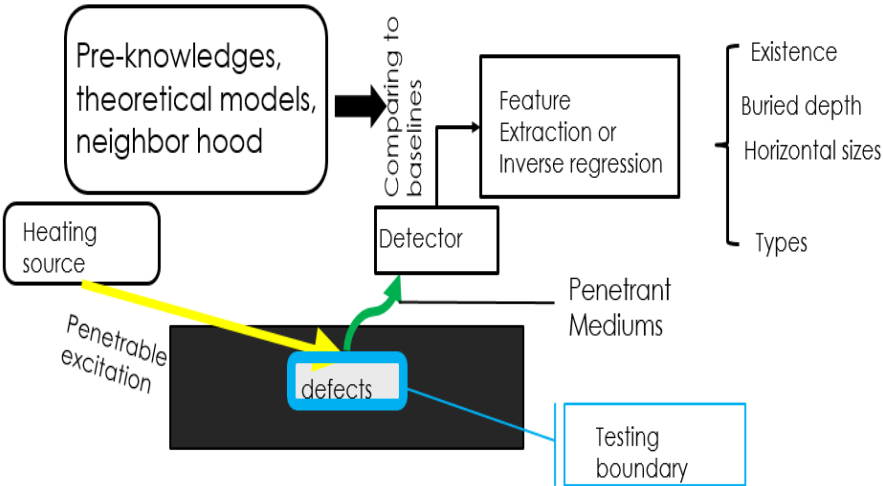 Pre-knowledges,
theoretical models,
neighbor hood
Comparing to
baselines
Feature
Extraction or
Inverse regression
Existence
Buried depth
Horizontal sizes
Types
Heating
source
Detector
Penetrable
excitation
Penetrant
Mediums
defects
Testing
boundary